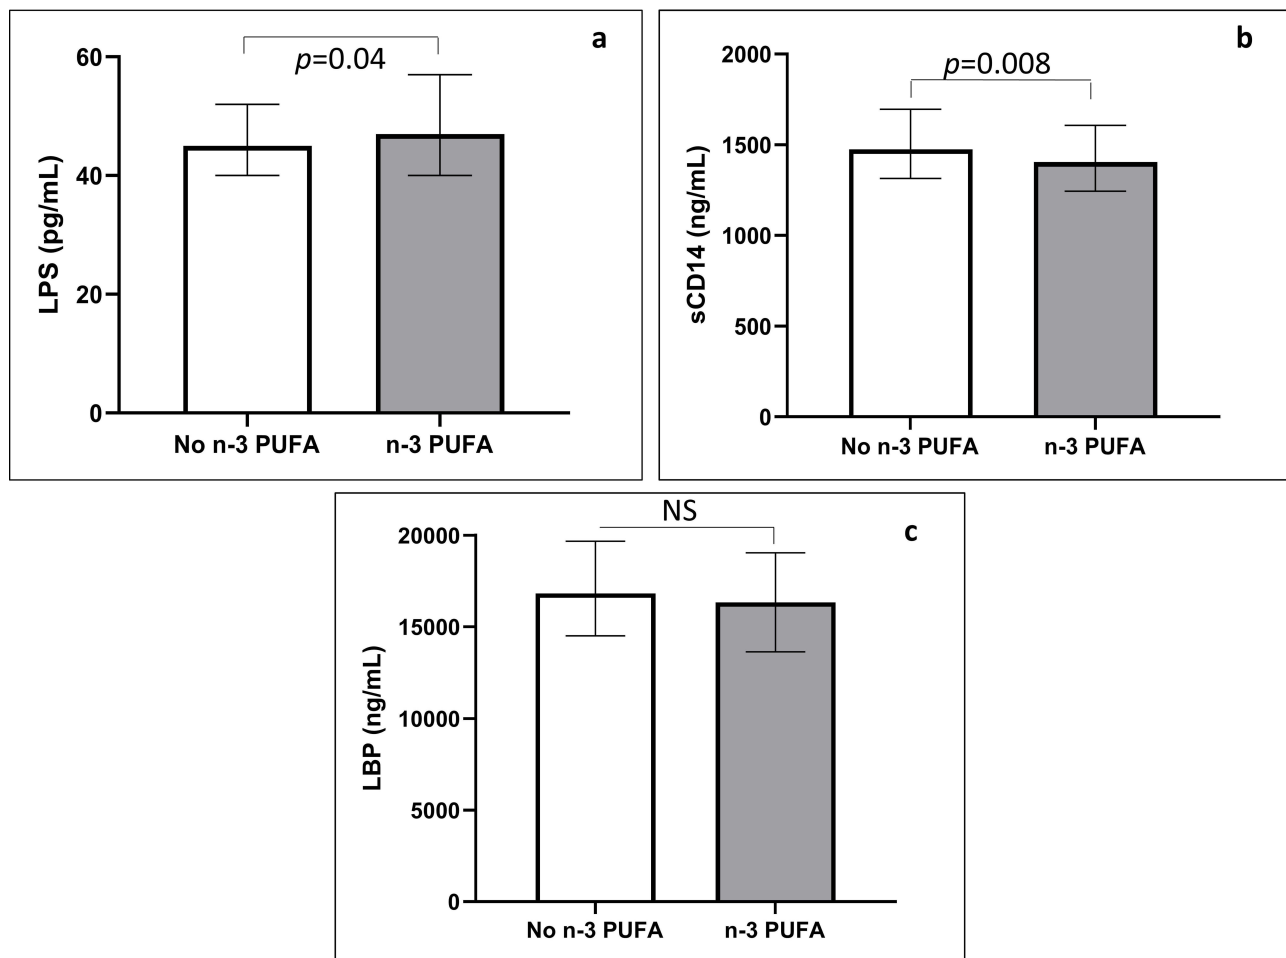 a
p=0.04
60
40
20
0
LPS (pg/mL)
No n-3 PUFA
n-3 PUFA
b
p=0.008
2000
1500
1000
500
0
sCD14 (ng/mL)
No n-3 PUFA
n-3 PUFA
c
NS
20000
15000
10000
5000
0
LBP (ng/mL)
No n-3 PUFA
n-3 PUFA